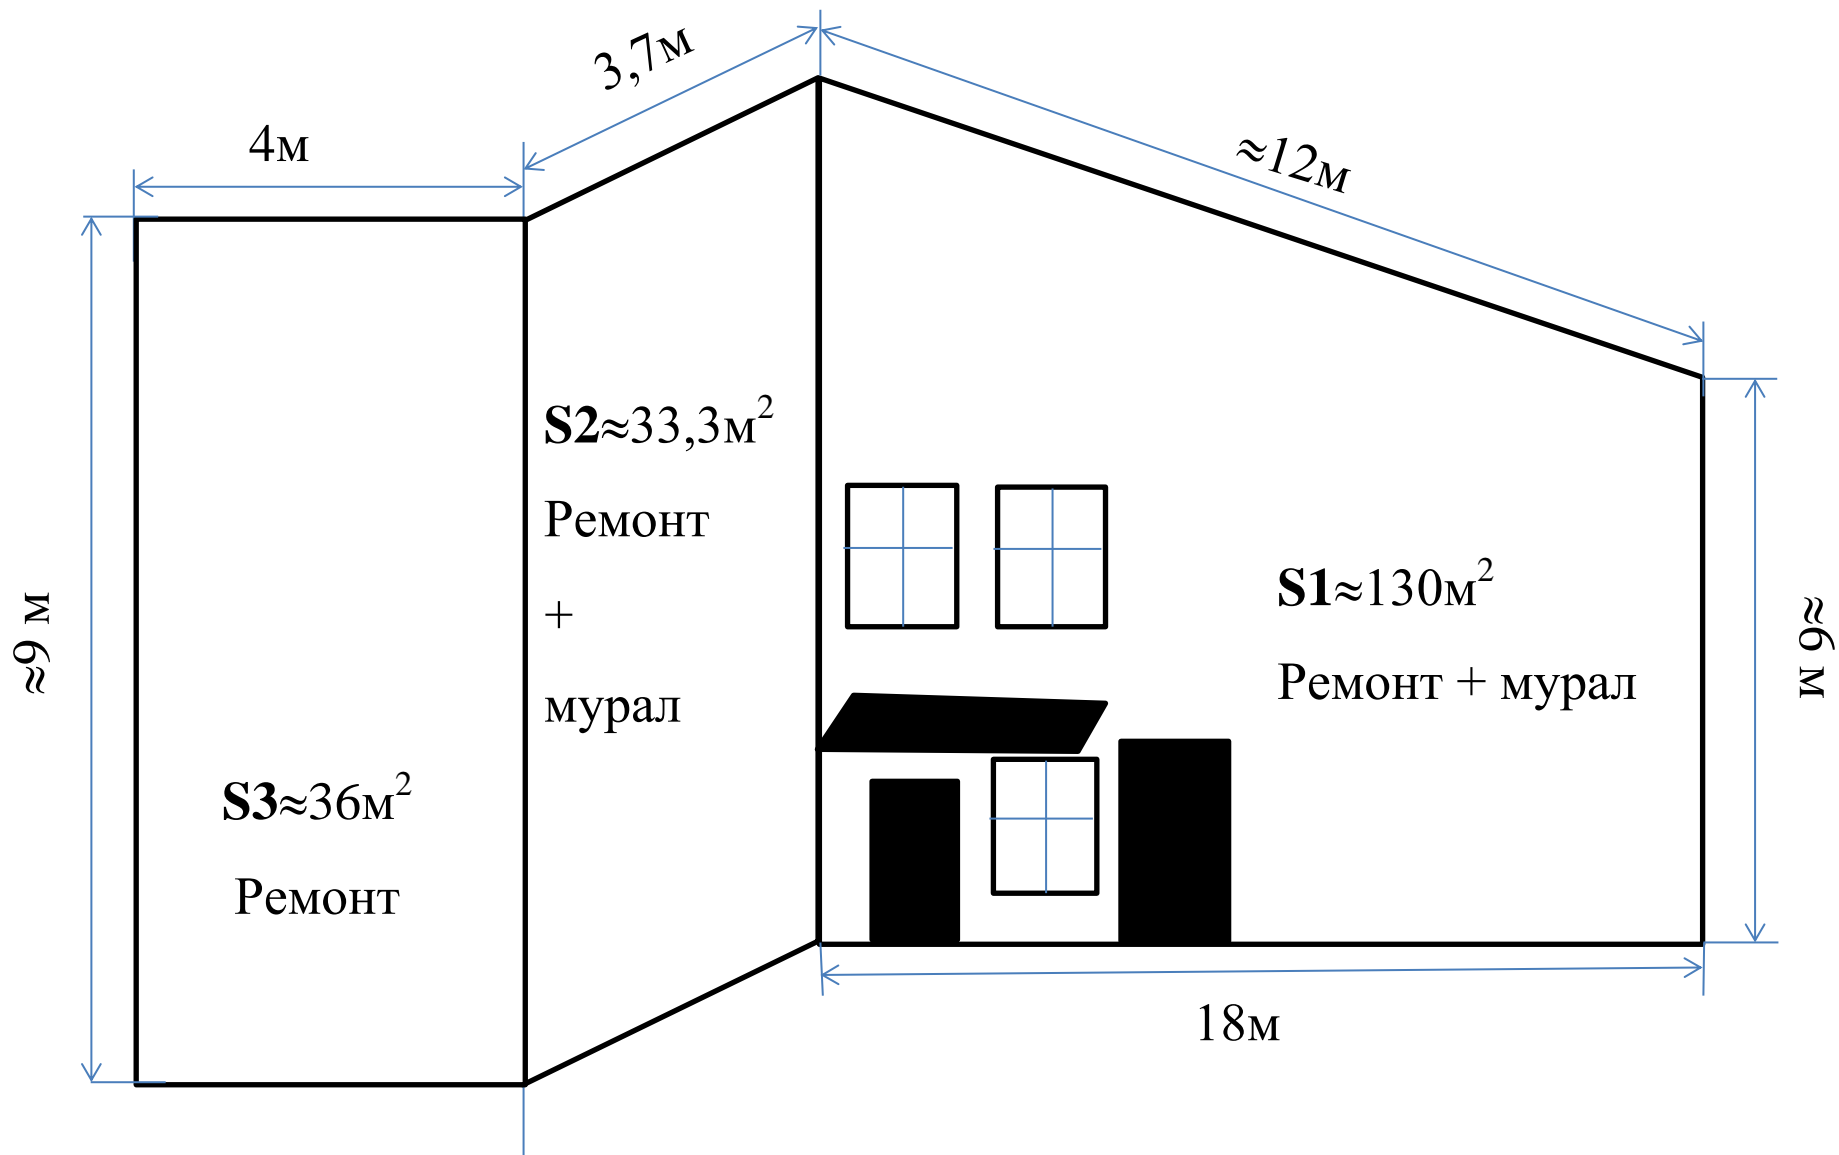 3,7м
≈12м
4м
≈9 м
S2≈33,3м²
Ремонт
+
мурал
S1≈130м²
Ремонт + мурал
≈6 м
S3≈36м²
Ремонт
18м